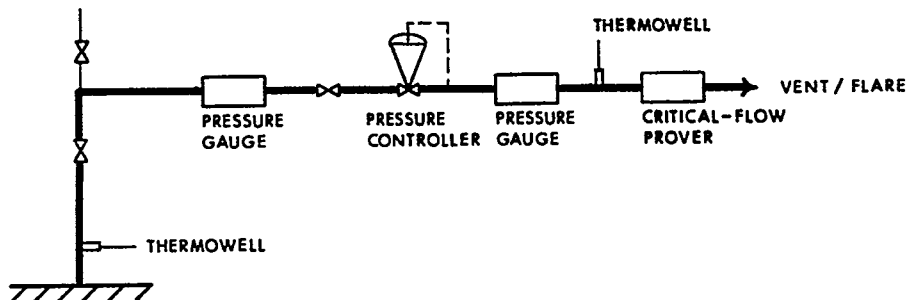 THERMOWELL
VENT / FLARE
PRESSURE
GAUGE
PRESSURE
CONTROLLER
PRESSURE
GAUGE
CRITICAL-FLOW
PROVER
THERMOWELL